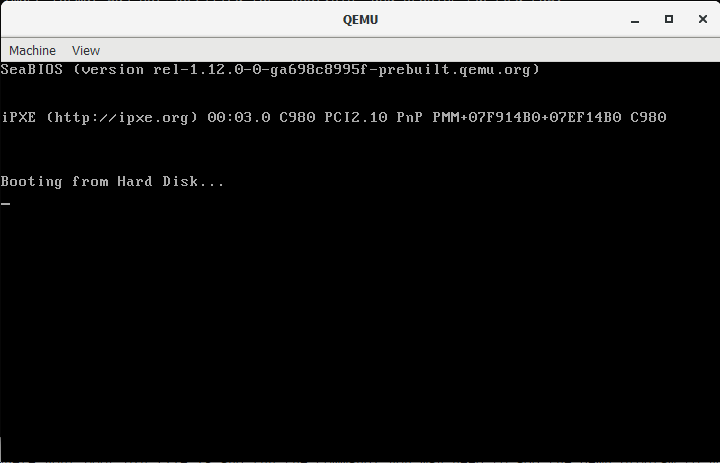 QEMU
Machine View
SeaBIOS (version rel-1.12.0-0-ga698c8995f-prebuilt.qemu.org)
iPXE (http://ipxe.org) 00:03.0 C980 PCI2.10 PnP PMM+07F914B0+07EF14B0 C980
Booting from Hard Disk...
_